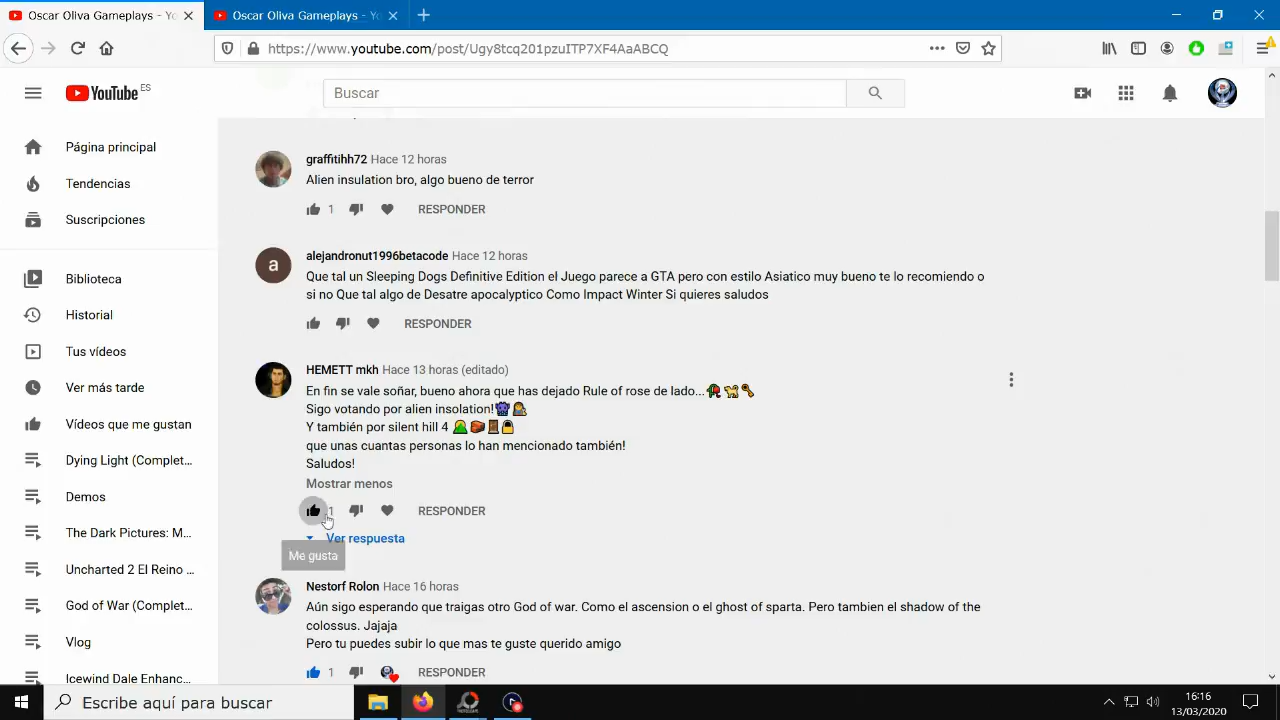 Oscar Oliva Gameplays - Yo
Oscar Oliva Gameplays - Yo
https://www.youtube.com/post/Ugy8tcq201pzuITP7XF4AaABCQ
YouTube ES
Buscar
Página principal
Tendencias
Suscripciones
Biblioteca
Historial
Tus vídeos
Ver más tarde
Vídeos que me gustan
Dying Light (Complet...
Demos
The Dark Pictures: M...
Uncharted 2 El Reino ...
God of War (Complet...
Vlog
Icewind Dale Enhanc...
graffitihh72 Hace 12 horas
Alien insulation bro, algo bueno de terror
1 RESPONDER
a
alejandronut1996betacode Hace 12 horas
Que tal un Sleeping Dogs Definitive Edition el Juego parece a GTA pero con estilo Asiatico muy bueno te lo recomiendo o
si no Que tal algo de Desatre apocalyptico Como Impact Winter Si quieres saludos
RESPONDER
HEMETT mkh Hace 13 horas (editado)
En fin se vale soñar, bueno ahora que has dejado Rule of rose de lado...🥀🐕🔑
Sigo votando por alien insolation!👾👩‍🚀
Y también por silent hill 4
que unas cuantas personas lo han mencionado también!
Saludos!
Mostrar menos
1 RESPONDER
Ver respuesta
Me gusta
Nestorf Rolon Hace 16 horas
Aún sigo esperando que traigas otro God of war. Como el ascension o el ghost of sparta. Pero tambien el shadow of the
colossus. Jajaja
Pero tu puedes subir lo que mas te guste querido amigo
1 RESPONDER
Escribe aquí para buscar
16:16
13/03/2020